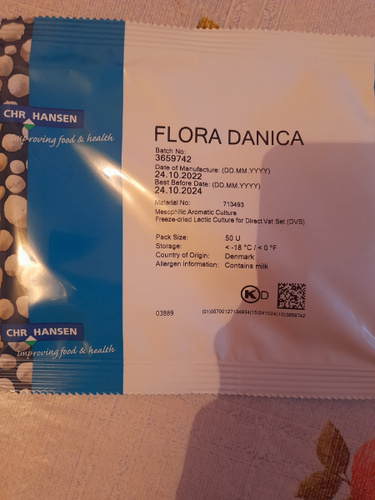 CHR HANSEN
Improving food & health
FLORA DANICA
Batch No:
3659742
Date of Manufacture: (DD.MM.YYYY)
24.10.2022
Best Before Date: (DD.MM.YYYY)
24.10.2024
Material No: 713493
Mesophilic Aromatic Culture
Freeze-dried Lactic Culture for Direct Vat Set (DVS)
Pack Size: 50 U
Storage: < -18 °C / < 0 °F
Country of Origin: Denmark
Allergen Information: Contains milk
K D
03889
CHR HANSEN
Improving food & health